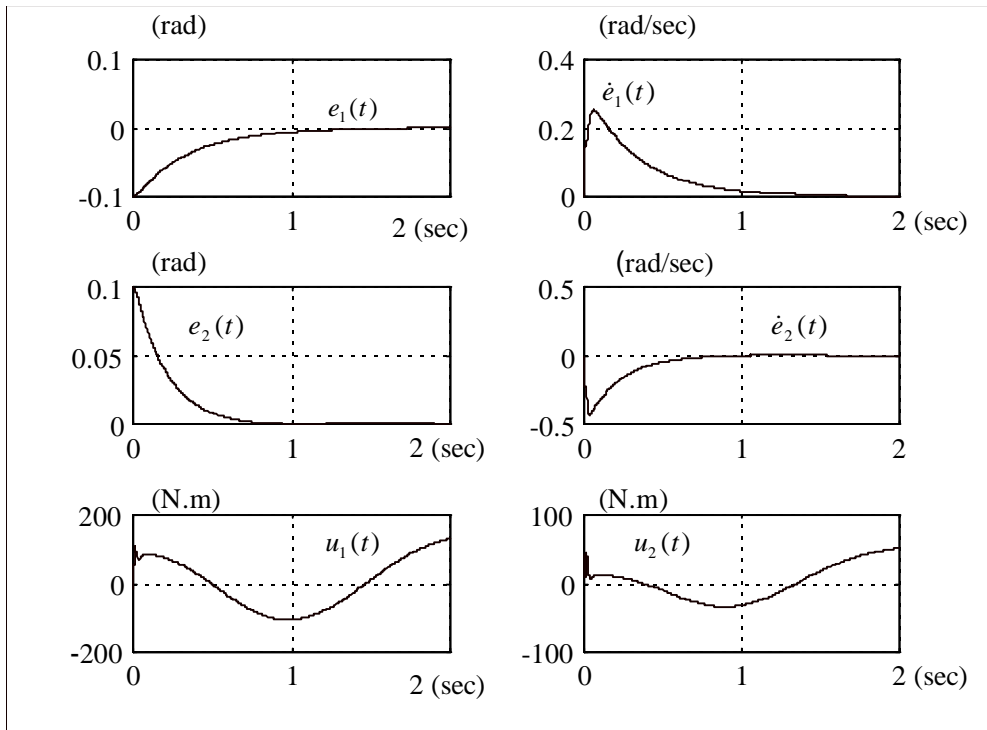 (rad) (rad/sec)
0.1 0.4
e₁(t) ė₁(t)
0 0.2
-0.1 0
0 1 2 (sec) 0 1 2
(rad) (rad/sec)
0.1 0.5
e₂(t) ė₂(t)
0.05 0
0 -0.5
0 1 2 (sec) 0 1 2
(N.m) (N.m)
200 100
u₁(t) u₂(t)
0 0
-200 -100
0 1 2 (sec) 0 1 2 (sec)